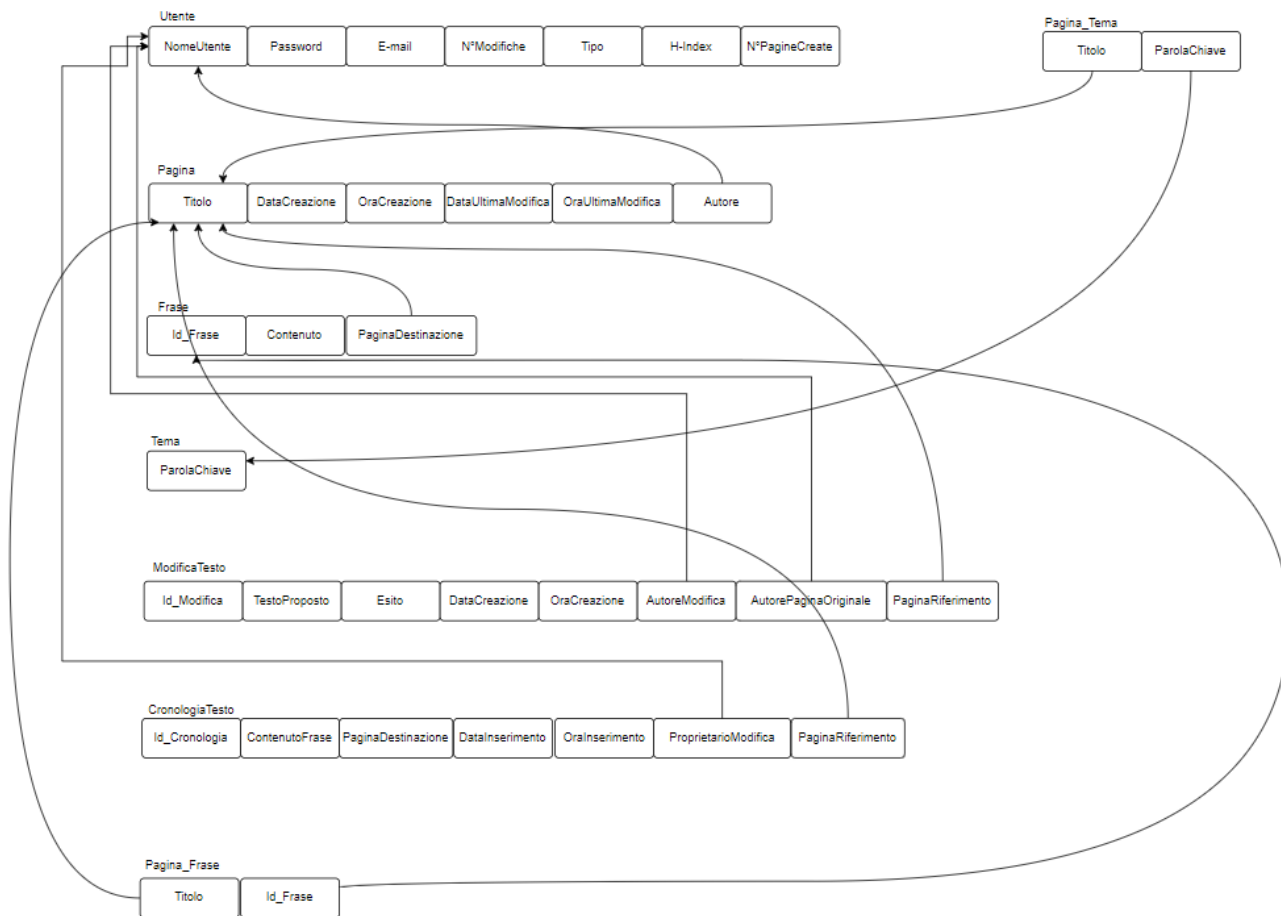 Utente
NomeUtente Password E-mail N°Modifiche Tipo H-Index N°PagineCreate
Pagina_Tema
Titolo ParolaChiave
Pagina
Titolo DataCreazione OraCreazione DataUltimaModifica OraUltimaModifica Autore
Frase
Id_Frase Contenuto PaginaDestinazione
Tema
ParolaChiave
ModificaTesto
Id_Modifica TestoProposto Esito DataCreazione OraCreazione AutoreModifica AutorePaginaOriginale PaginaRiferimento
CronologiaTesto
Id_Cronologia ContenutoFrase PaginaDestinazione DataInserimento OraInserimento ProprietarioModifica PaginaRiferimento
Pagina_Frase
Titolo Id_Frase